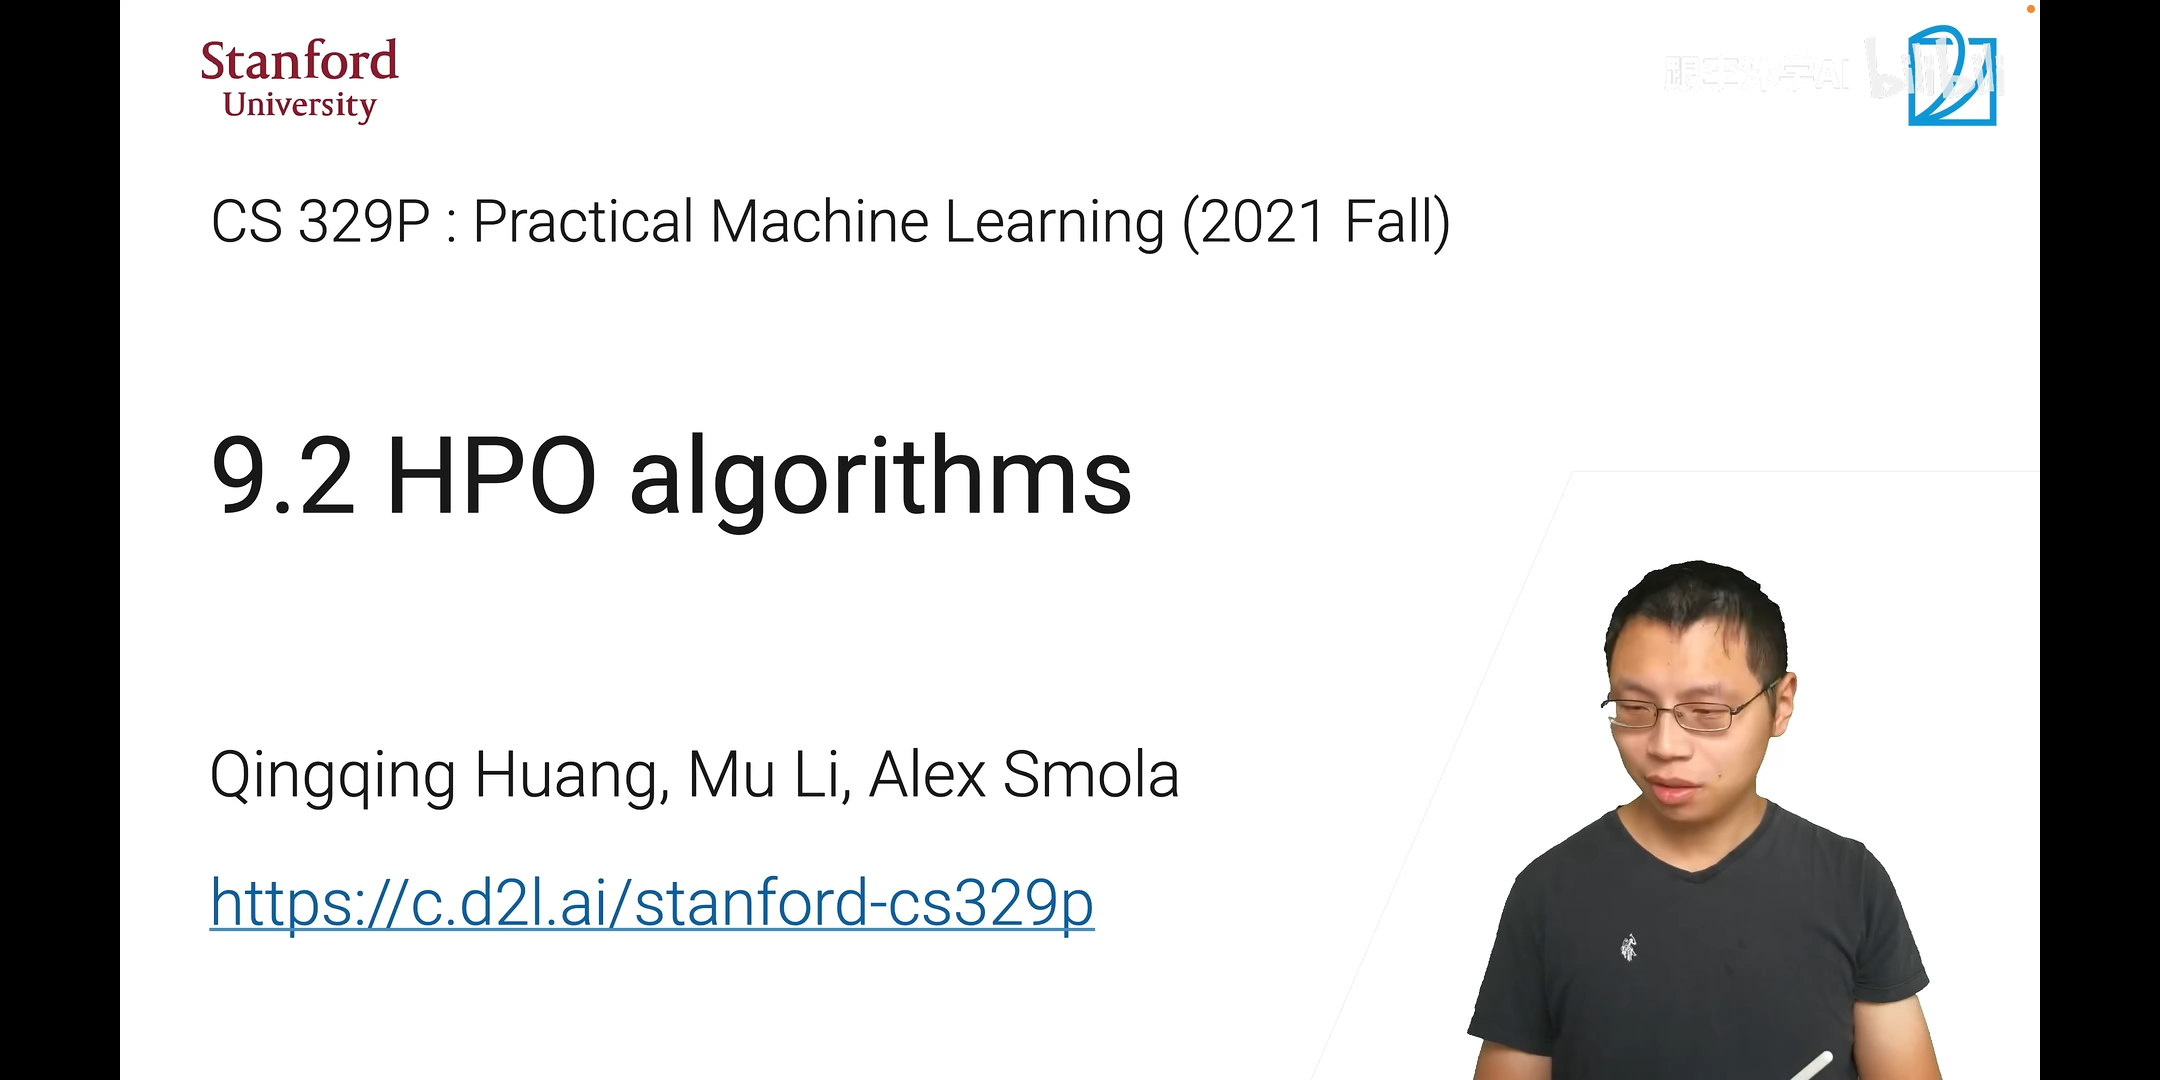 Stanford
University
跟李沐学AI bilibili
CS 329P : Practical Machine Learning (2021 Fall)
9.2 HPO algorithms
Qingqing Huang, Mu Li, Alex Smola
https://c.d2l.ai/stanford-cs329p